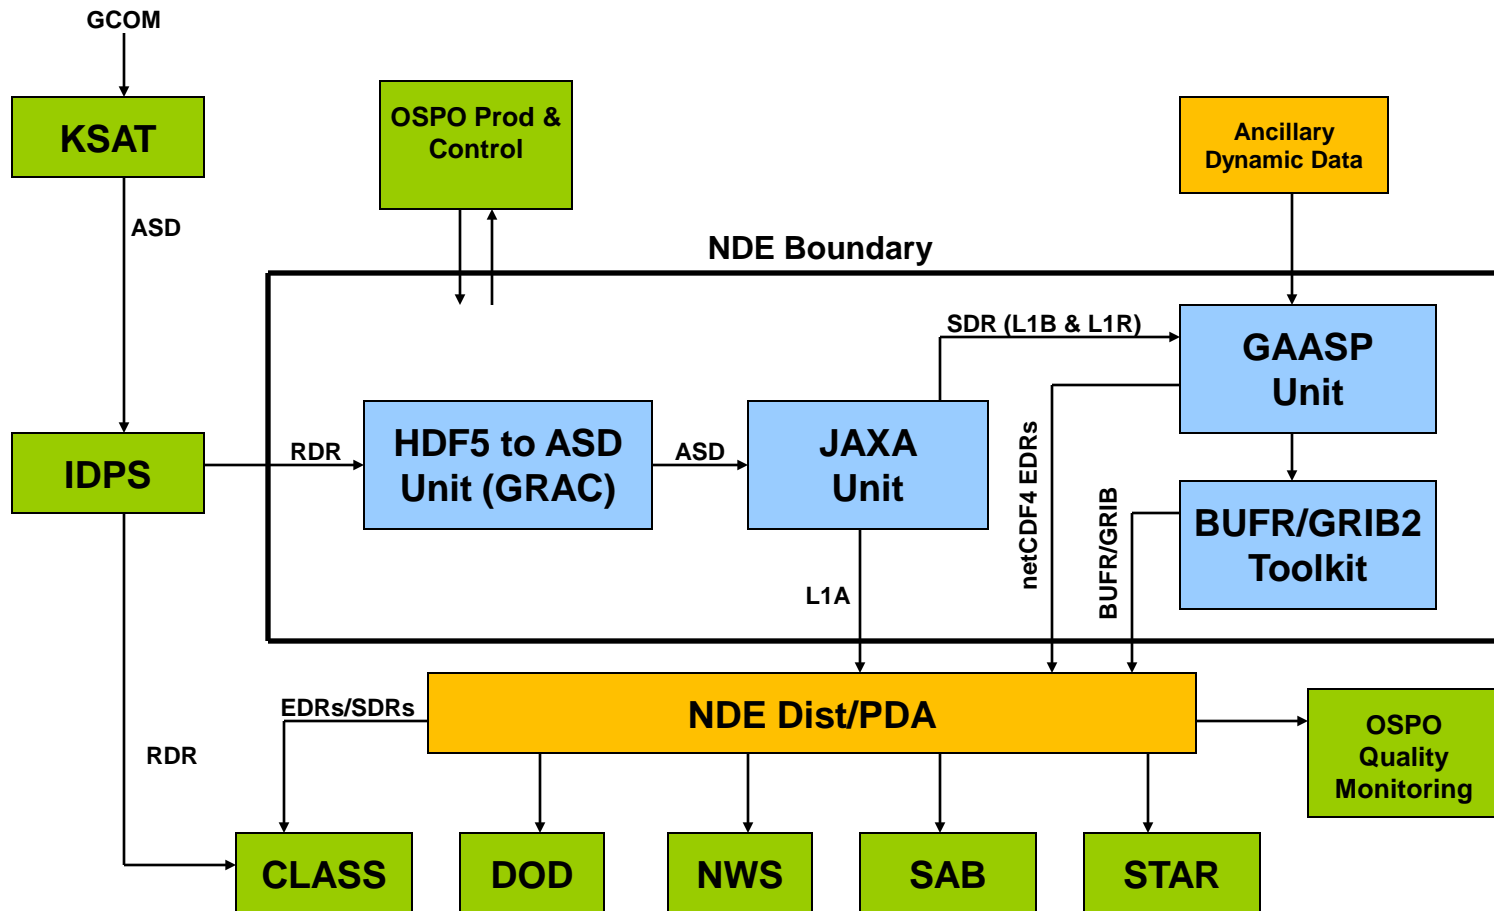 GCOM
KSAT
OSPO Prod &
Control
Ancillary
Dynamic Data
ASD
NDE Boundary
SDR (L1B & L1R)
GAASP
Unit
IDPS
RDR
HDF5 to ASD
Unit (GRAC)
ASD
JAXA
Unit
netCDF4 EDRs
BUFR/GRIB
BUFR/GRIB2
Toolkit
L1A
EDRs/SDRs
NDE Dist/PDA
OSPO
Quality
Monitoring
RDR
CLASS
DOD
NWS
SAB
STAR